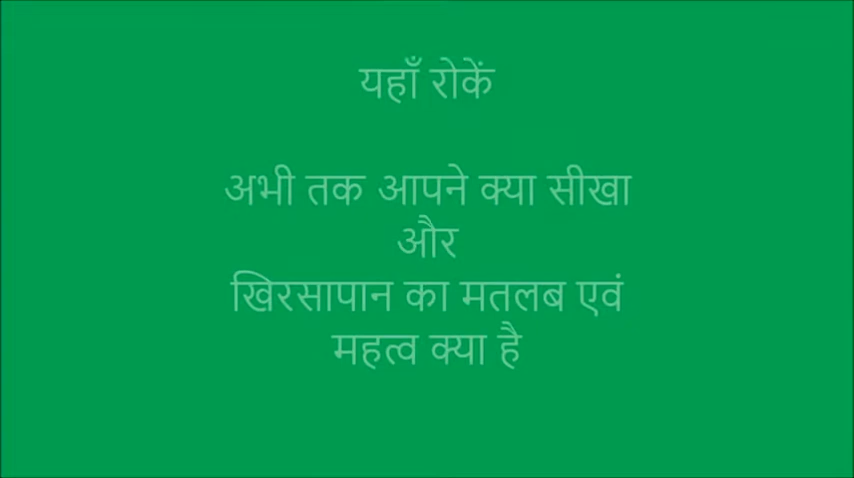 यहाँ रोकें
अभी तक आपने क्या सीखा
और
खिरसापान का मतलब एवं
महत्व क्या है